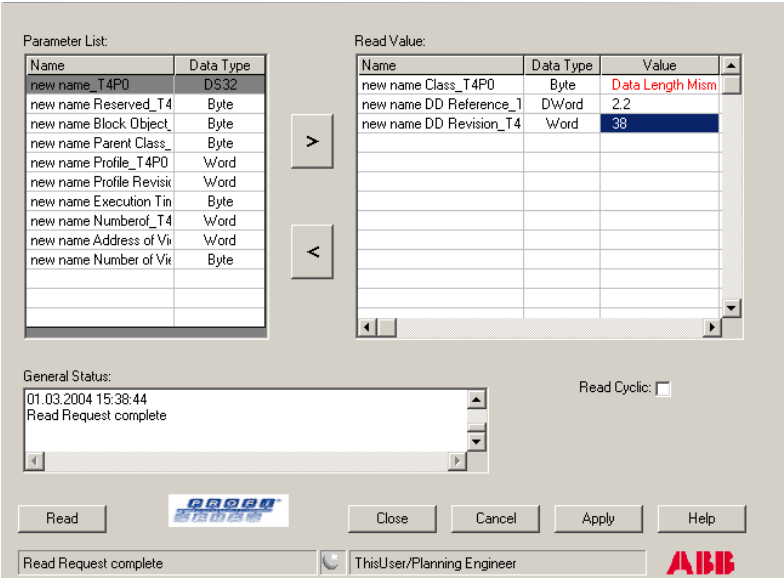 Parameter List:
Name Data Type
new name_T4P0 DS32
new name Reserved_T4 Byte
new name Block Object_ Byte
new name Parent Class_ Byte
new name Profile_T4P0 Word
new name Profile Revisic Word
new name Execution Tin Byte
new name Numberof_T4 Word
new name Address of Vi Word
new name Number of Vie Byte
>
<
Read Value:
Name Data Type Value
new name Class_T4P0 Byte Data Length Mism
new name DD Reference_T DWord 2.2
new name DD Revision_T4 Word 38
General Status:
01.03.2004 15:38:44
Read Request complete
Read Cyclic:
Read
PROFI
Close
Cancel
Apply
Help
Read Request complete
ThisUser/Planning Engineer
ABB